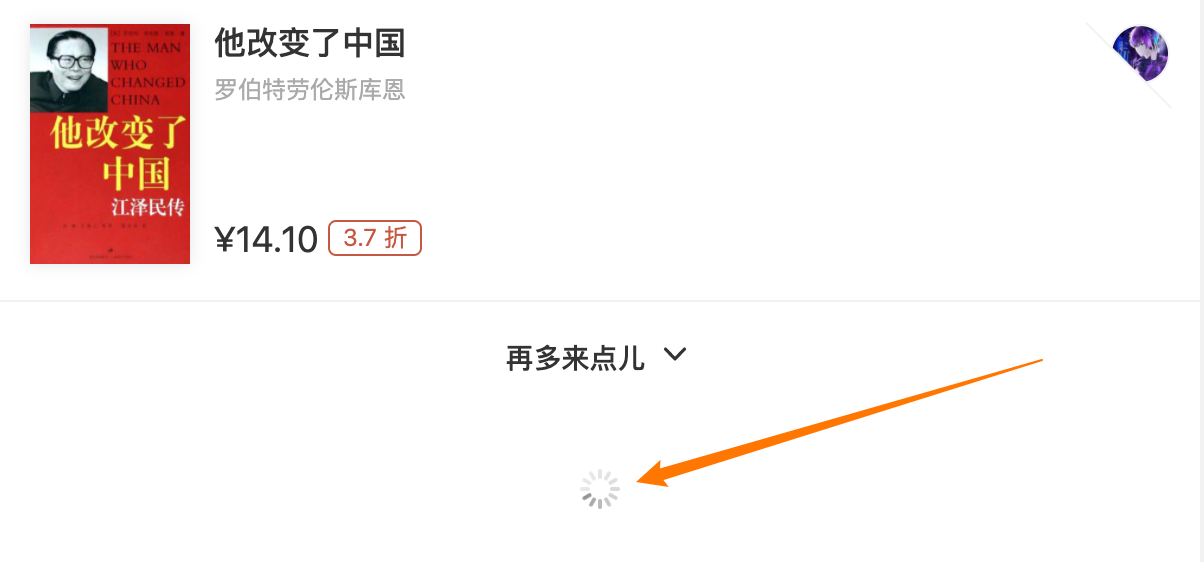 他改变了中国
罗伯特劳伦斯库恩
THE MAN
WHO
CHANGED
CHINA
他改变了
中国
江泽民传
¥14.10
3.7 折
再多来点儿